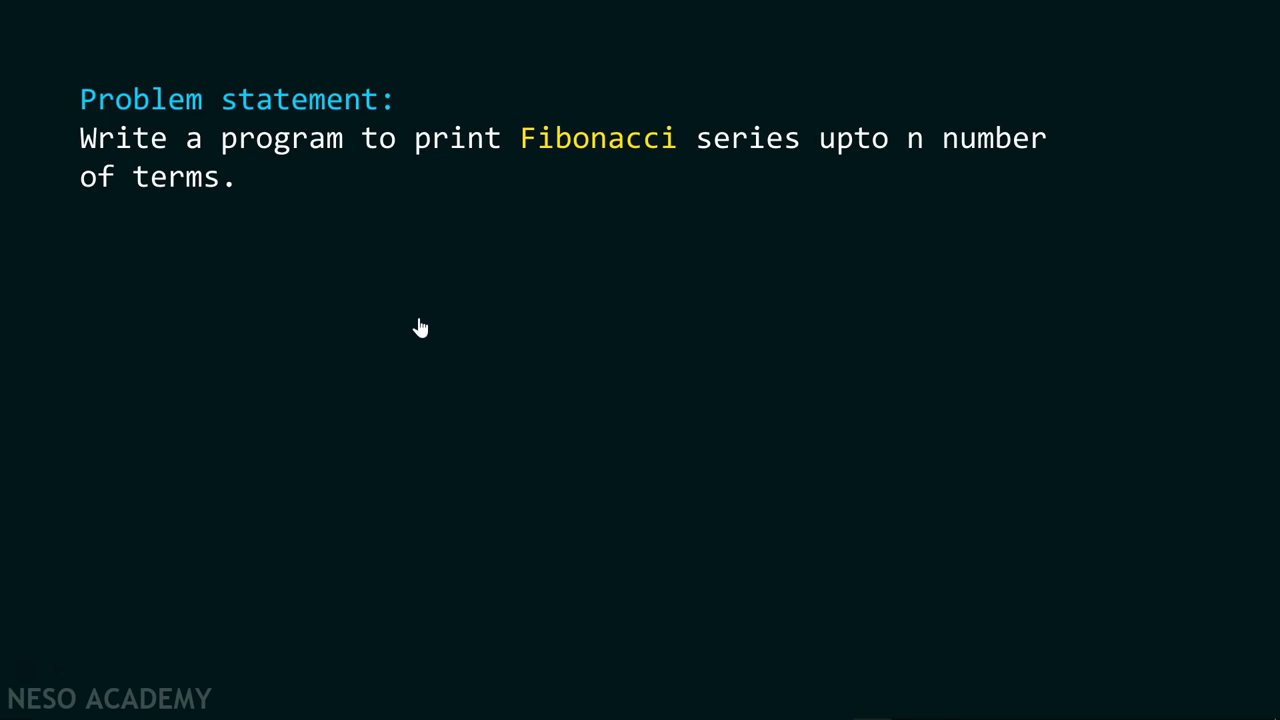 Problem statement:
Write a program to print Fibonacci series upto n number
of terms.
NESO ACADEMY